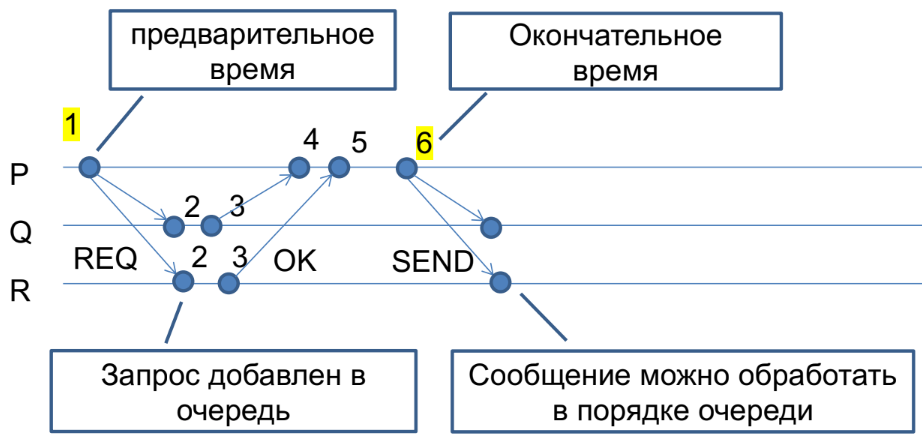 предварительное
время
Окончательное
время
1
4
5
6
P
2
3
Q
REQ
2
3
OK
SEND
R
Запрос добавлен в
очередь
Сообщение можно обработать
в порядке очереди